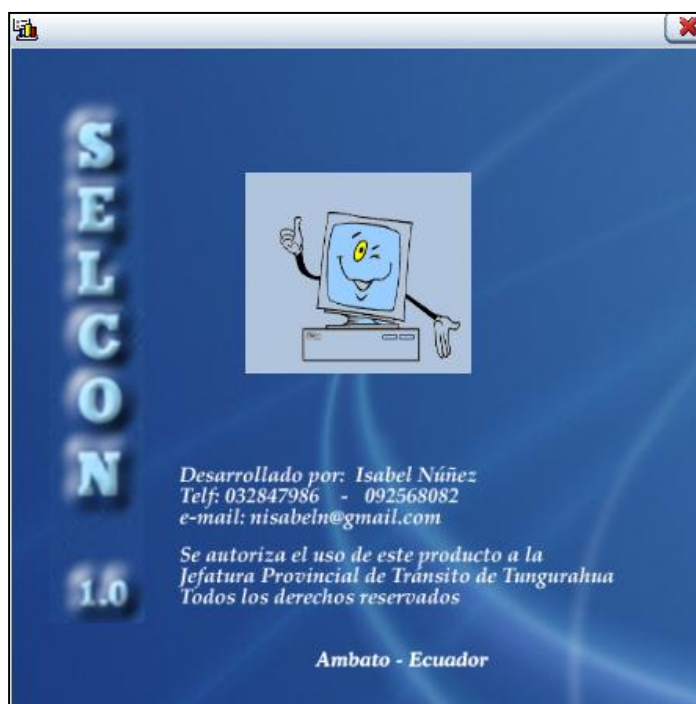 SELCON
1.0
Desarrollado por: Isabel Núñez
Telf: 032847986 - 092568082
e-mail: nisabeln@gmail.com
Se autoriza el uso de este producto a la
Jefatura Provincial de Tránsito de Tungurahua
Todos los derechos reservados
Ambato - Ecuador